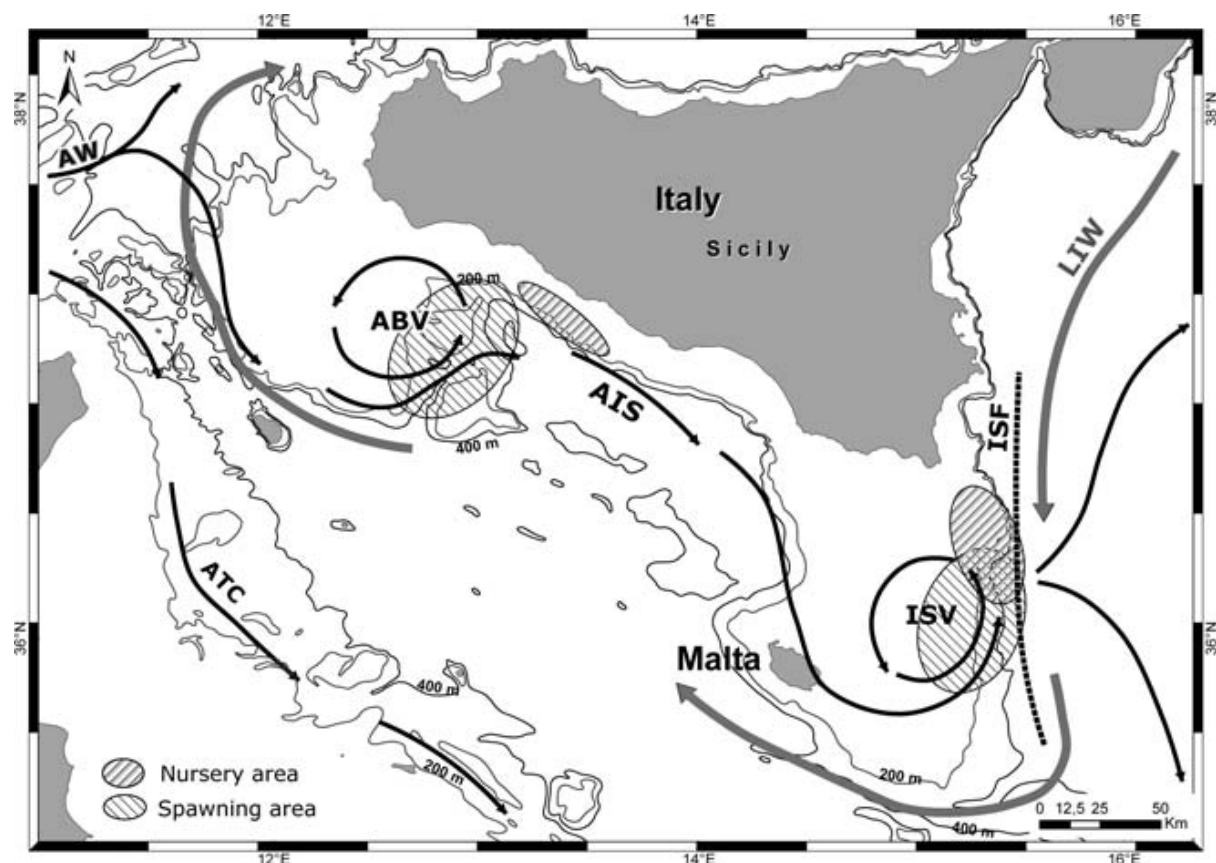 12°E
14°E
16°E
N
38°N
38°N
AW
Italy
Sicily
LIW
200 m
ABV
AIS
ISF
400 m
ATC
ISV
36°N
36°N
Malta
400 m
200 m
Nursery area
Spawning area
200 m
400 m
0 12,5 25 50
Km
12°E
14°E
16°E